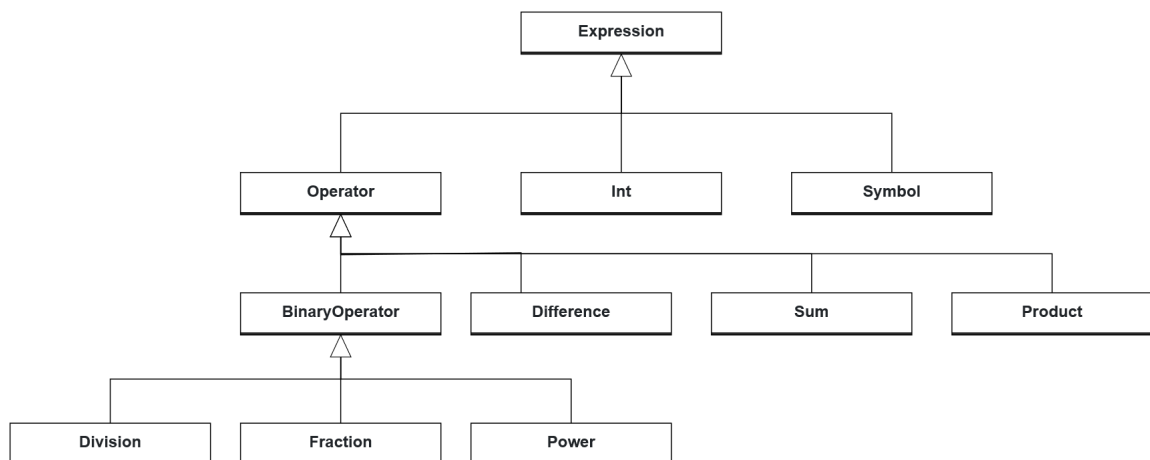 Expression
Operator
Int
Symbol
BinaryOperator
Difference
Sum
Product
Division
Fraction
Power